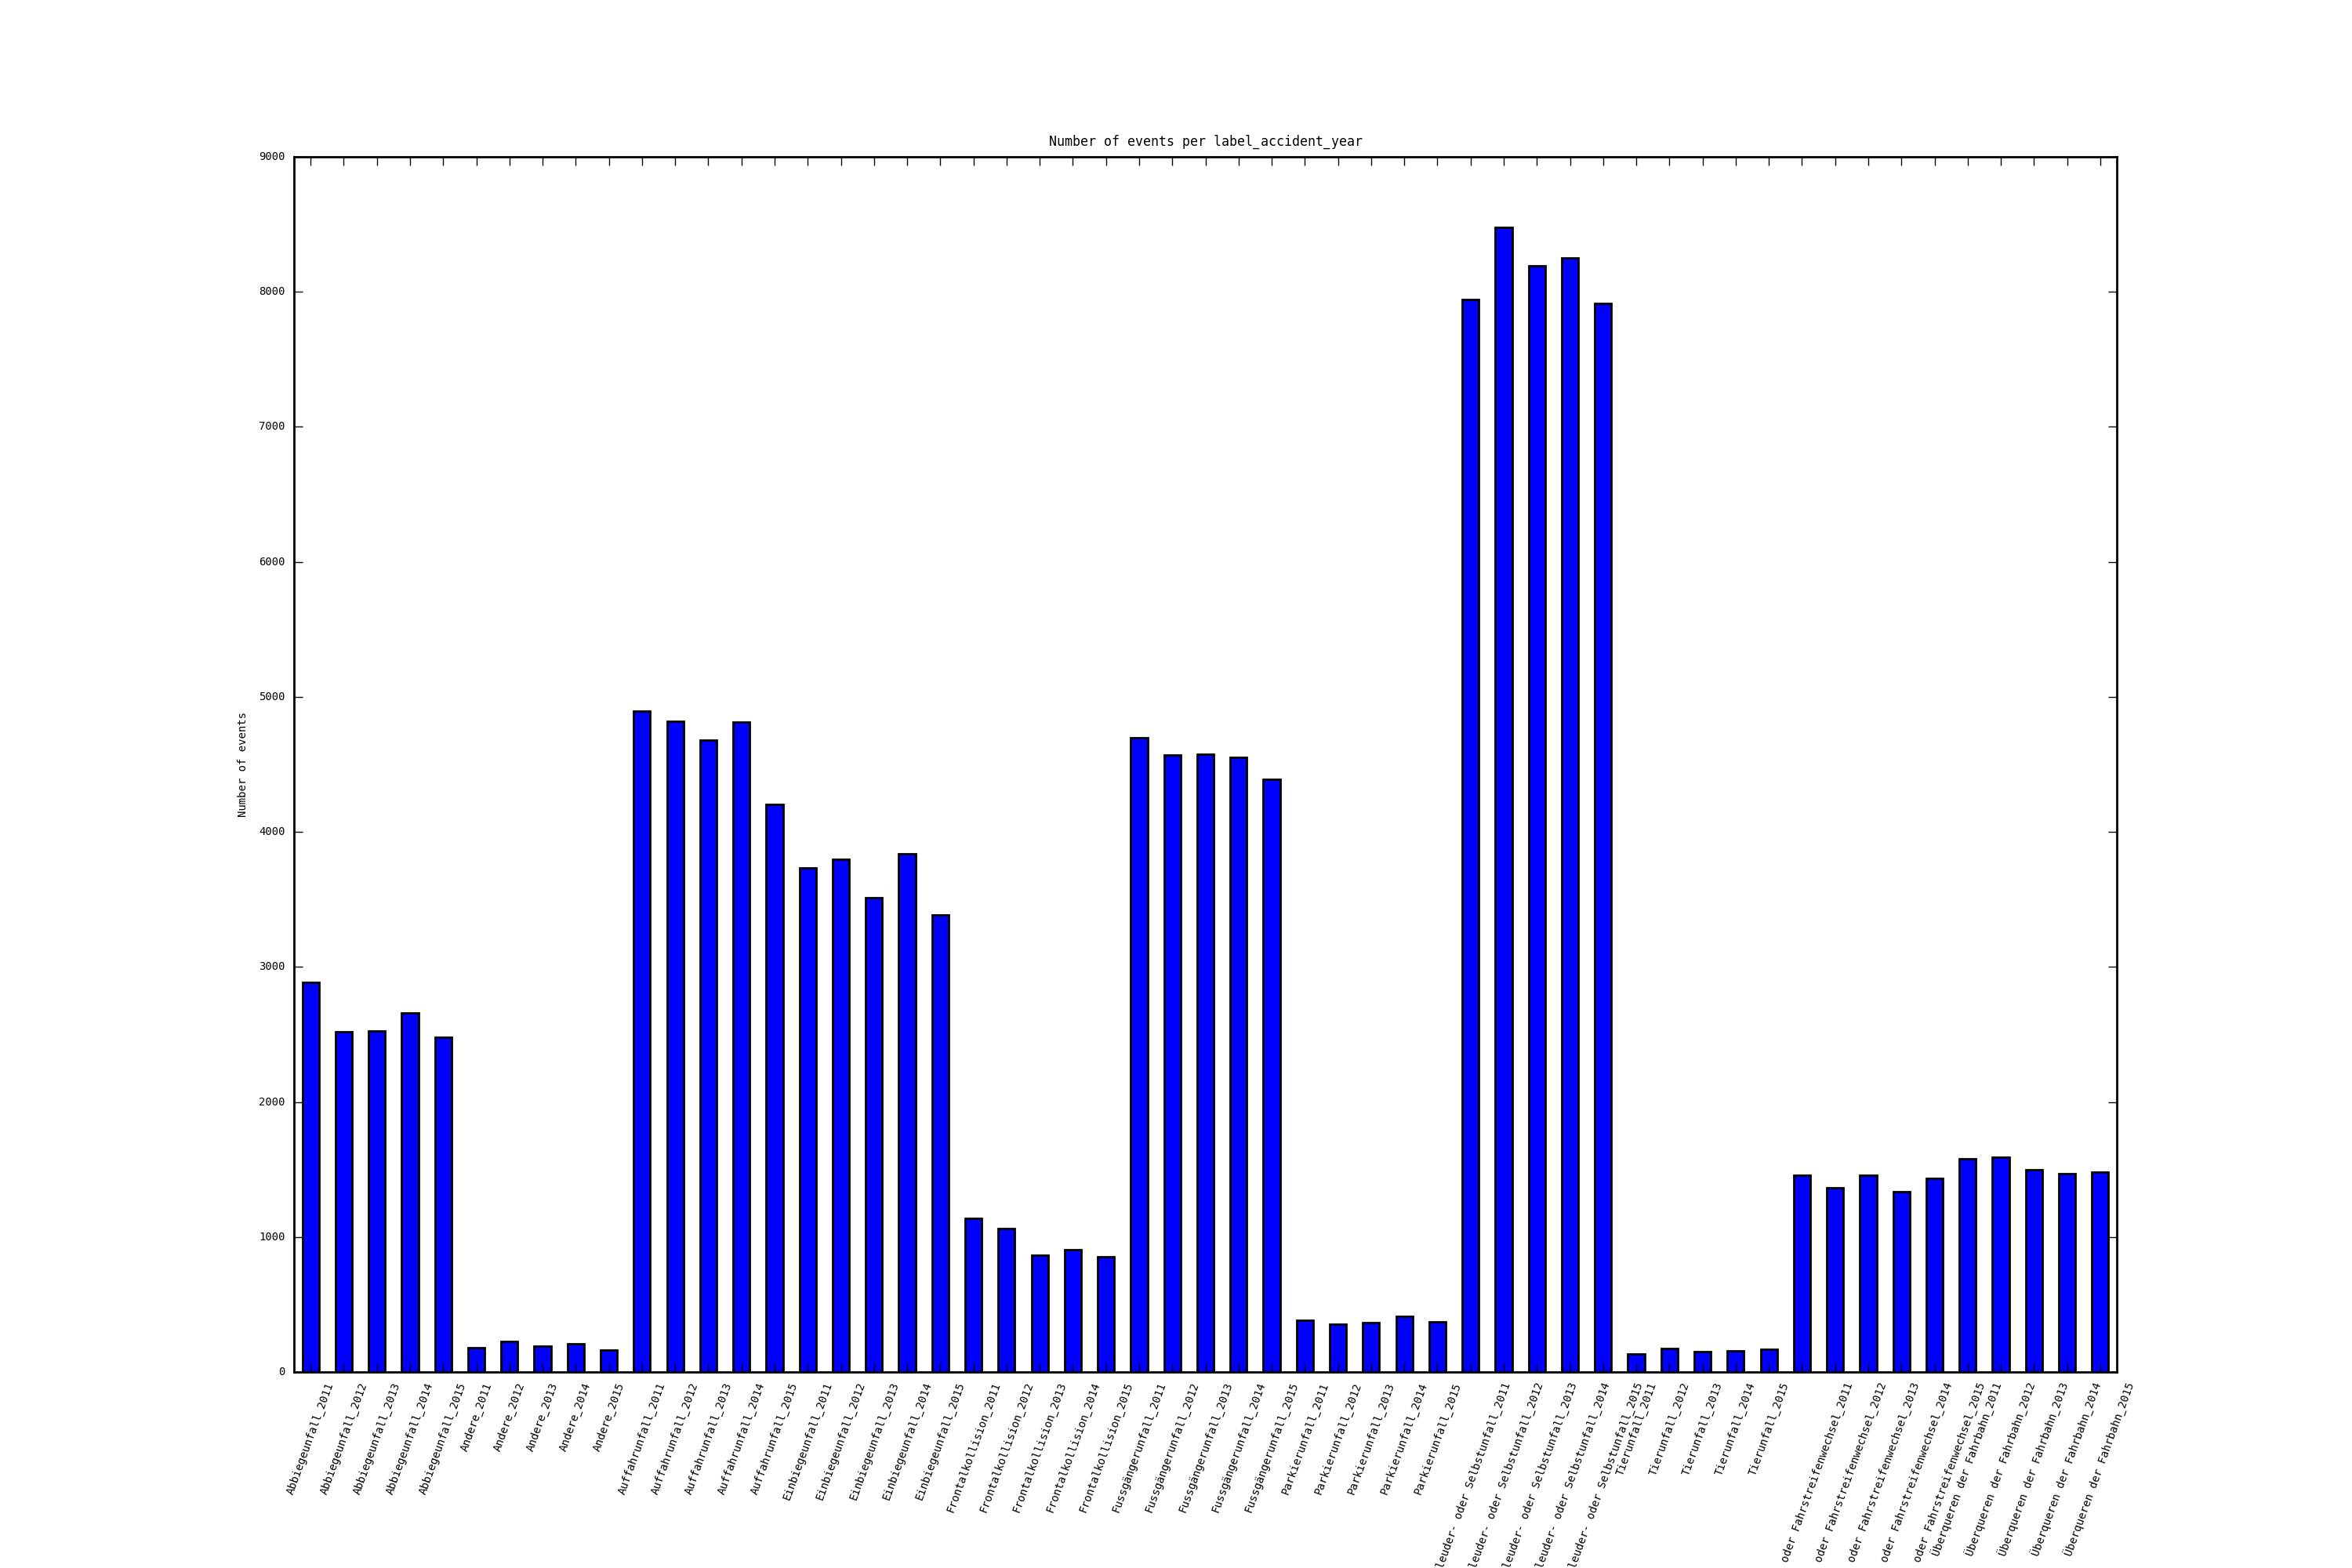 Number of events per label_accident_year
9000
8000
7000
6000
5000
4000
3000
2000
1000
0
Number of events
Abbiegeunfall_2011
Abbiegeunfall_2012
Abbiegeunfall_2013
Abbiegeunfall_2014
Abbiegeunfall_2015
Andere_2011
Andere_2012
Andere_2013
Andere_2014
Andere_2015
Auffahrunfall_2011
Auffahrunfall_2012
Auffahrunfall_2013
Auffahrunfall_2014
Auffahrunfall_2015
Einbiegeunfall_2011
Einbiegeunfall_2012
Einbiegeunfall_2013
Einbiegeunfall_2014
Einbiegeunfall_2015
Frontalkollision_2011
Frontalkollision_2012
Frontalkollision_2013
Frontalkollision_2014
Frontalkollision_2015
Fussgängerunfall_2011
Fussgängerunfall_2012
Fussgängerunfall_2013
Fussgängerunfall_2014
Fussgängerunfall_2015
Parkierunfall_2011
Parkierunfall_2012
Parkierunfall_2013
Parkierunfall_2014
Parkierunfall_2015
leuder- oder Selbstunfall_2011
leuder- oder Selbstunfall_2012
leuder- oder Selbstunfall_2013
leuder- oder Selbstunfall_2014
leuder- oder Selbstunfall_2015
Tierunfall_2011
Tierunfall_2012
Tierunfall_2013
Tierunfall_2014
Tierunfall_2015
oder Fahrstreifenwechsel_2011
oder Fahrstreifenwechsel_2012
oder Fahrstreifenwechsel_2013
oder Fahrstreifenwechsel_2014
oder Fahrstreifenwechsel_2015
Überqueren der Fahrbahn_2011
Überqueren der Fahrbahn_2012
Überqueren der Fahrbahn_2013
Überqueren der Fahrbahn_2014
Überqueren der Fahrbahn_2015